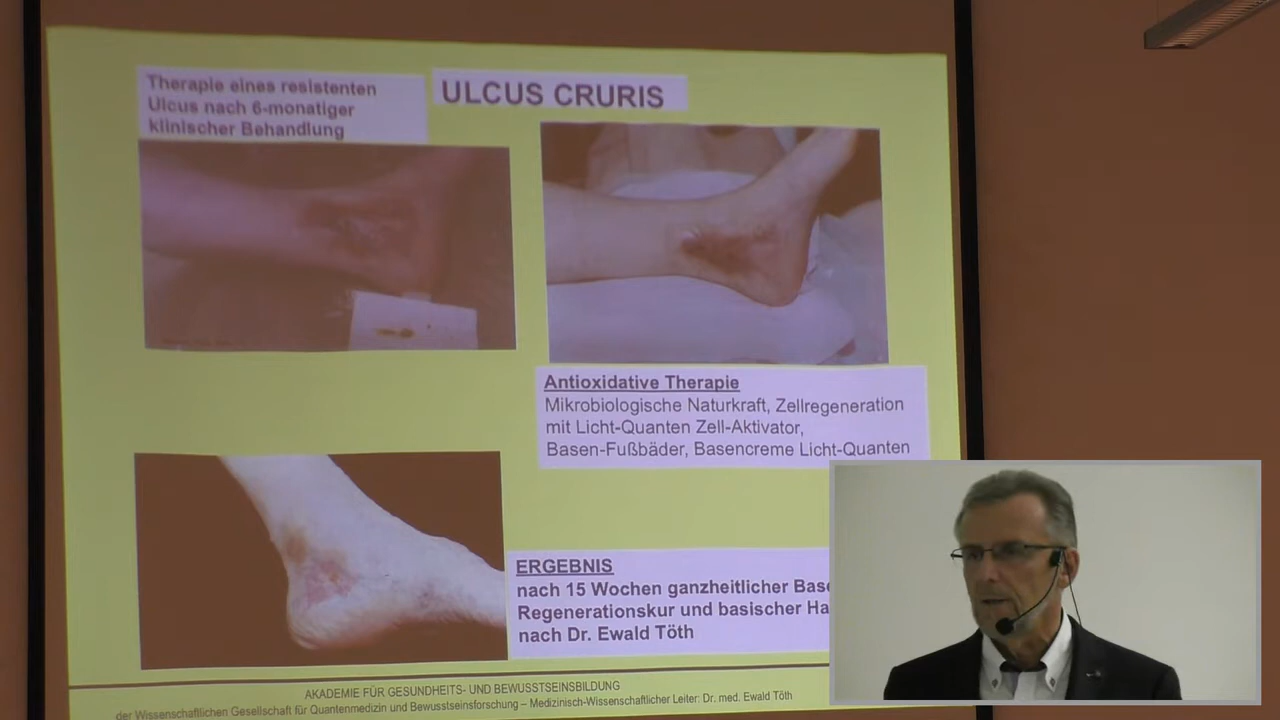 Therapie eines resistenten
Ulcus nach 6-monatiger
klinischer Behandlung
ULCUS CRURIS
Antioxidative Therapie
Mikrobiologische Naturkraft, Zellregeneration
mit Licht-Quanten Zell-Aktivator,
Basen-Fußbäder, Basencreme Licht-Quanten
ERGEBNIS
nach 15 Wochen ganzheitlicher
Regenerationskur und basischer
nach Dr. Ewald Töth
AKADEMIE FÜR GESUNDHEITS- UND BEWUSSTSEINSBILDUNG
der Wissenschaftlichen Gesellschaft für Quantenmedizin und Bewusstseinsforschung – Medizinisch-Wissenschaftlicher Leiter: Dr. med. Ewald Töth